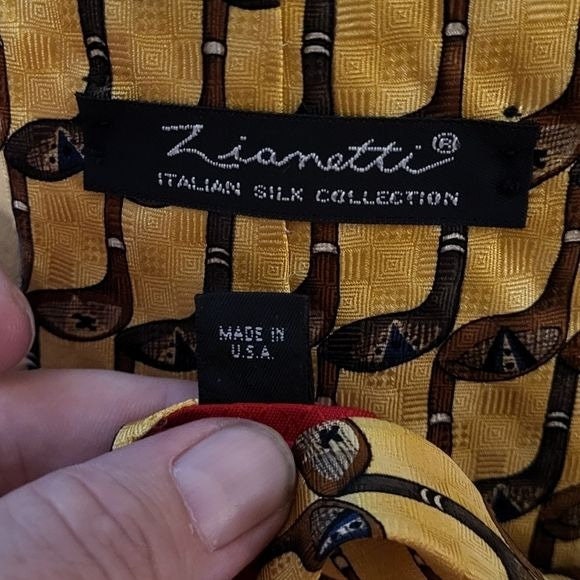 Zianetti®
ITALIAN SILK COLLECTION
MADE IN
U.S.A.